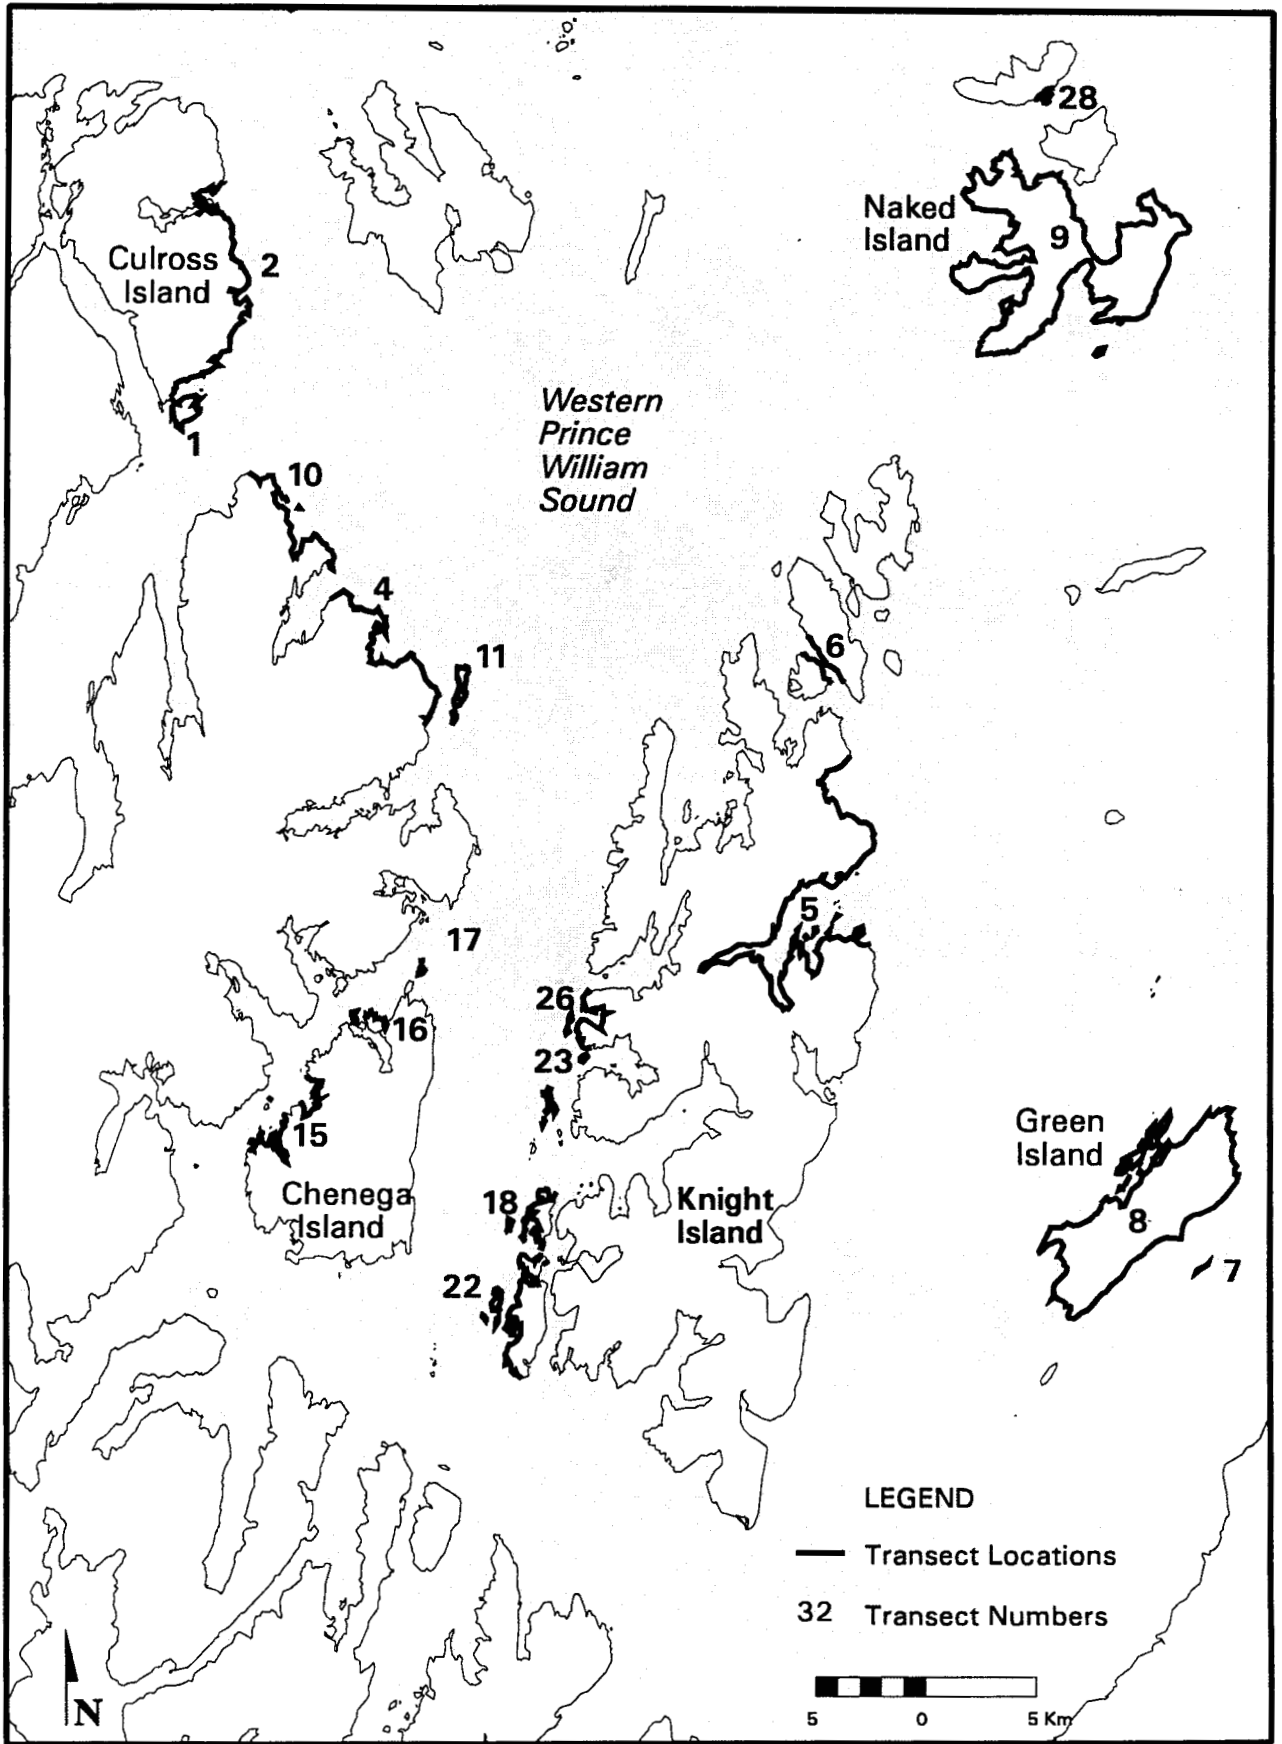 28
Naked
Island
9
Culross
Island
2
1
Western
Prince
William
Sound
10
4
11
6
5
17
26
24
16
23
15
Green
Island
Chenega
Island
18
Knight
Island
8
7
22
LEGEND
Transect Locations
32 Transect Numbers
N
5 0 5 Km